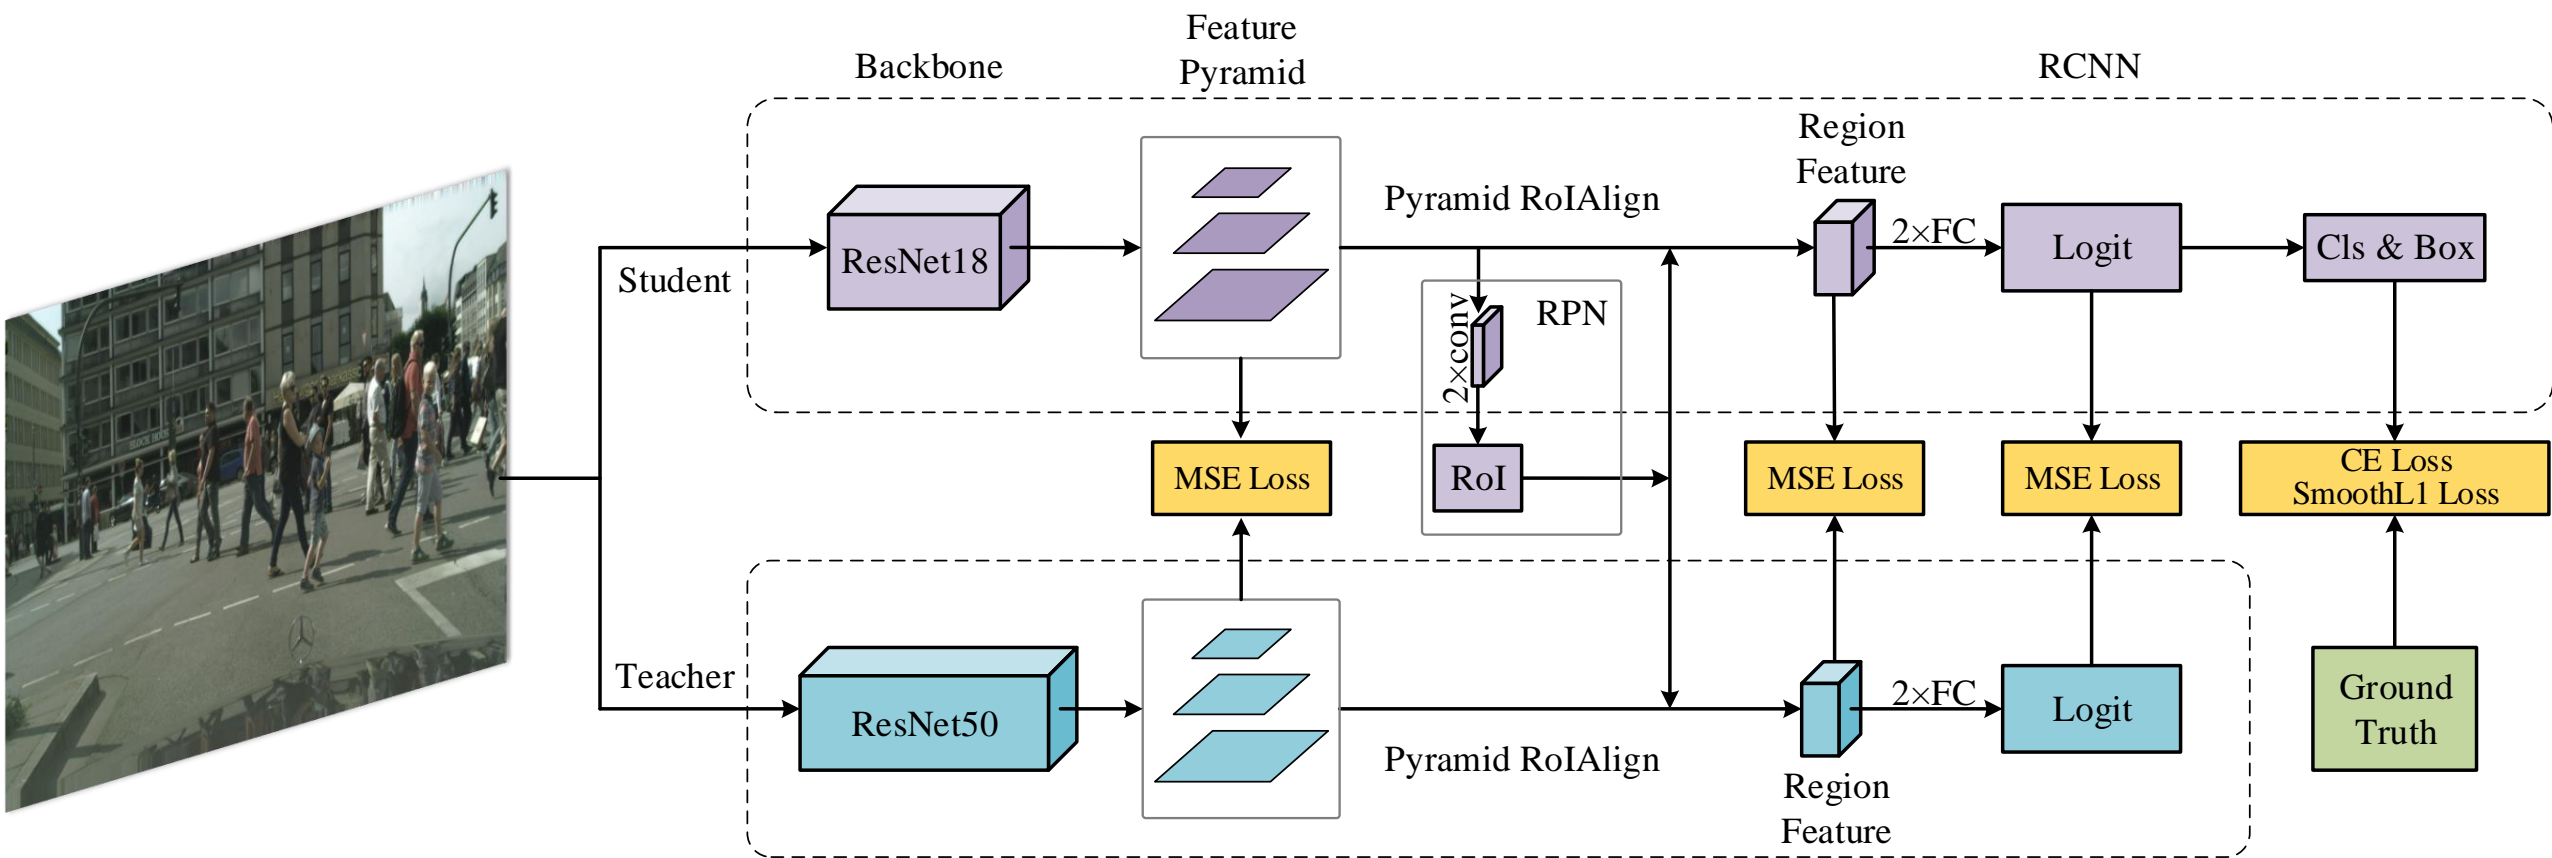 Feature
Pyramid
Backbone
RCNN
Region
Feature
Pyramid RoIAlign
Student
ResNet18
2×FC
Logit
Cls & Box
2×conv
RPN
RoI
MSE Loss
MSE Loss
MSE Loss
CE Loss
SmoothL1 Loss
Teacher
ResNet50
Pyramid RoIAlign
2×FC
Logit
Region
Feature
Ground
Truth
BLOCK HOUSE